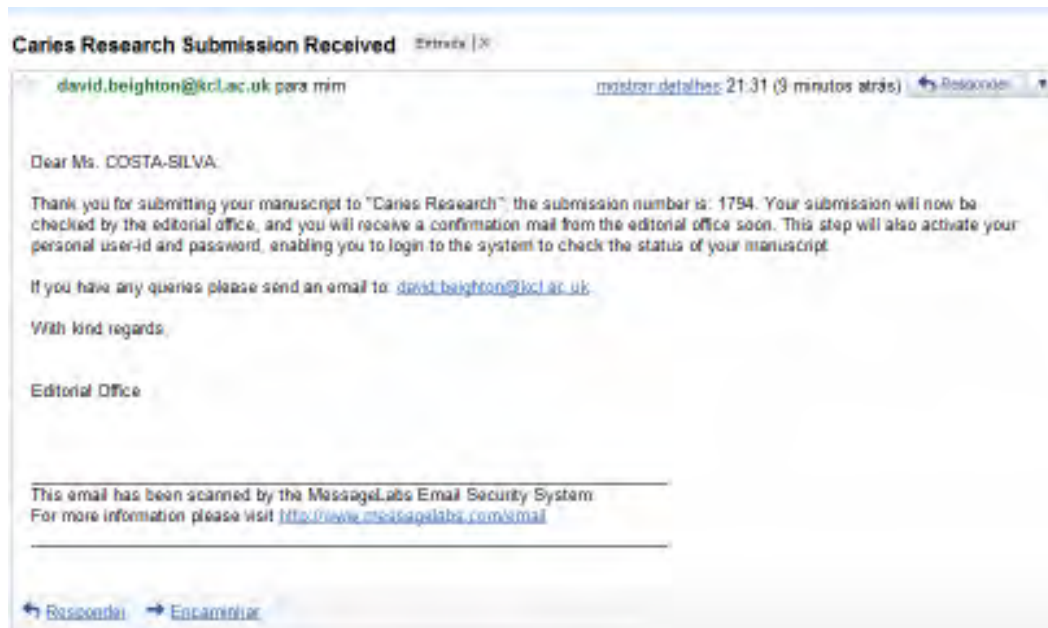 Caries Research Submission Received Entrada | X
david.beighton@kcl.ac.uk para mim mostrar detalhes 21:31 (9 minutos atrás) Responder
Dear Ms. COSTA-SILVA,
Thank you for submitting your manuscript to "Caries Research"; the submission number is: 1794. Your submission will now be
checked by the editorial office, and you will receive a confirmation mail from the editorial office soon. This step will also activate your
personal user-id and password, enabling you to login to the system to check the status of your manuscript.
If you have any queries please send an email to: david.beighton@kcl.ac.uk.
With kind regards,
Editorial Office
This email has been scanned by the MessageLabs Email Security System.
For more information please visit http://www.messagelabs.com/email
Responder Encaminhar